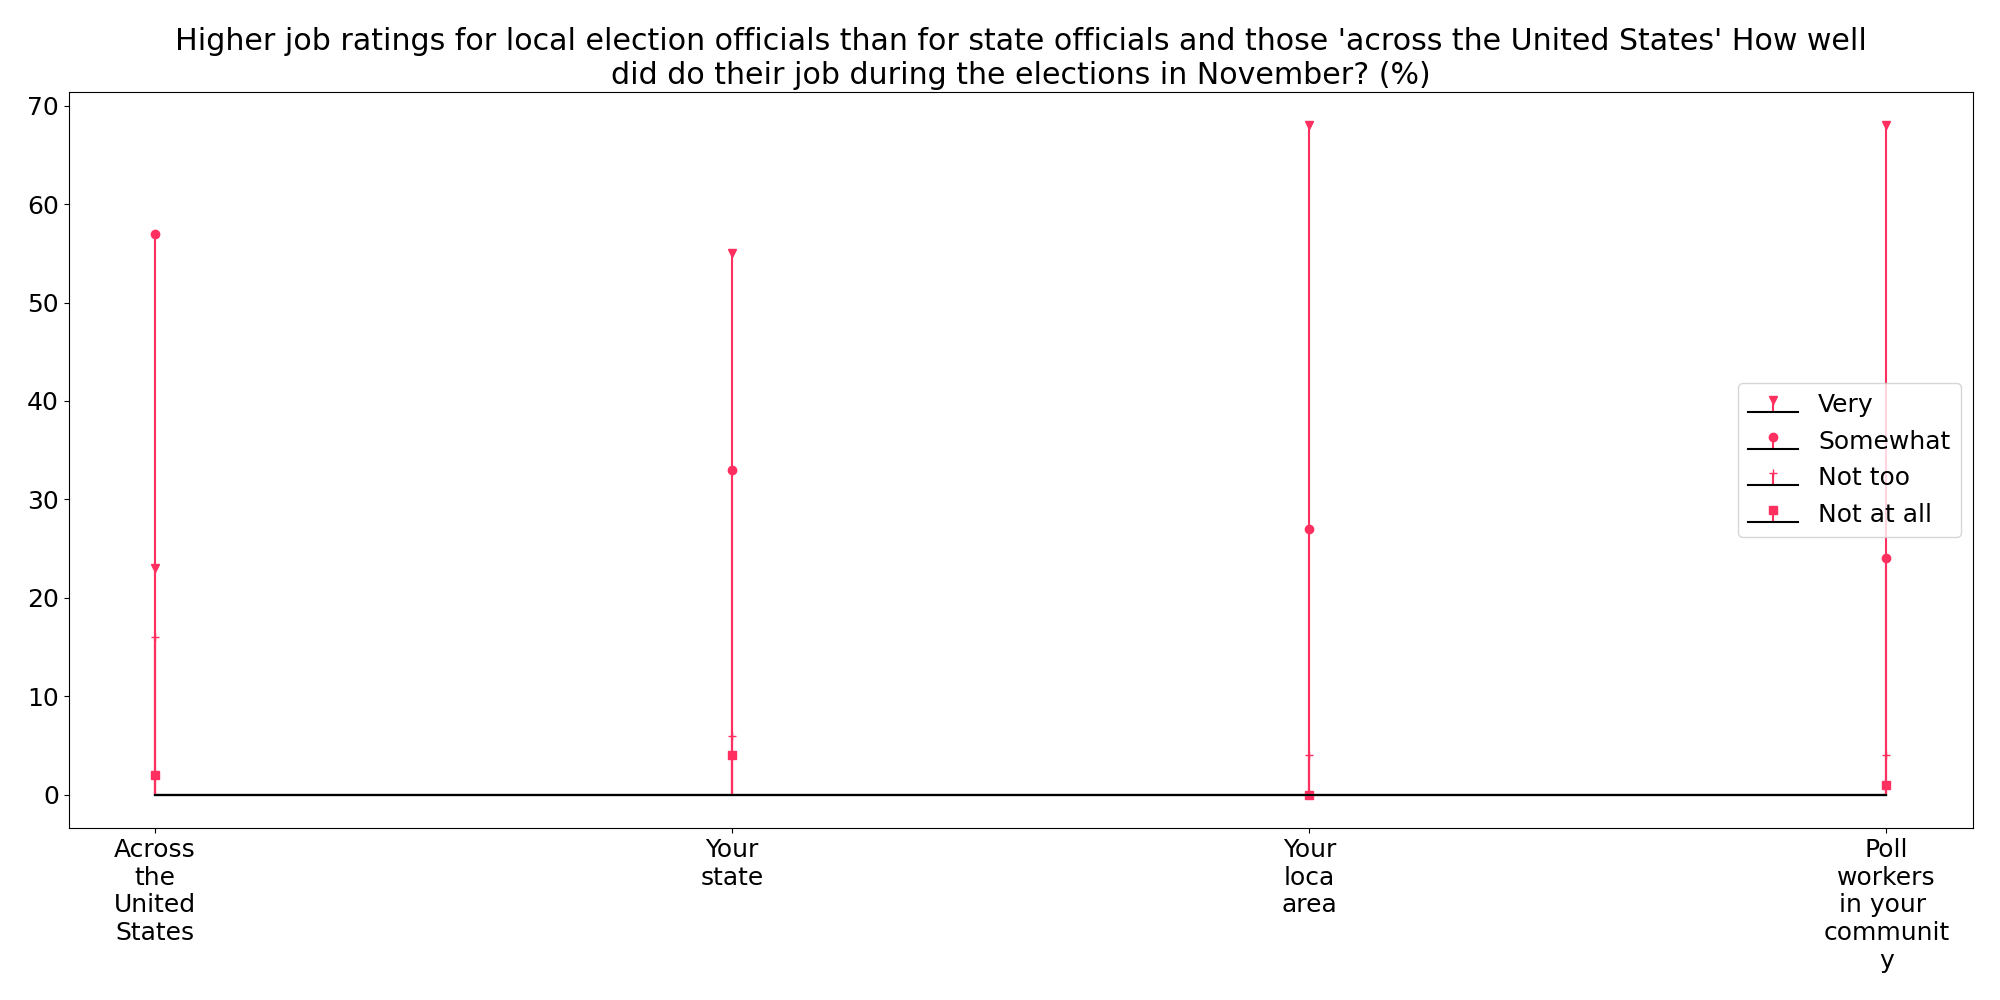 Higher job ratings for local election officials than for state officials and those 'across the United States' How well
did do their job during the elections in November? (%)
70
60
50
40
30
20
10
0
Very
Somewhat
Not too
Not at all
Across
the
United
States
Your
state
Your
loca
area
Poll
workers
in your
communit
y